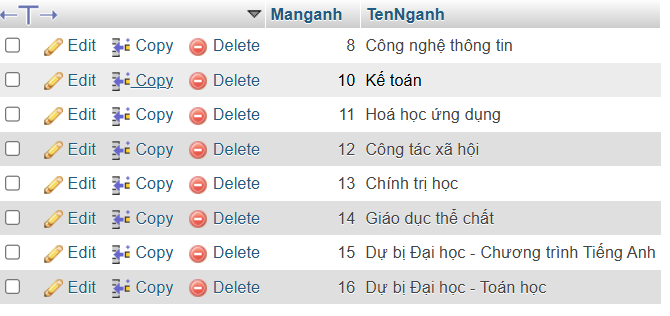 Manganh TenNganh
Edit Copy Delete 8 Công nghệ thông tin
Edit Copy Delete 10 Kế toán
Edit Copy Delete 11 Hoá học ứng dụng
Edit Copy Delete 12 Công tác xã hội
Edit Copy Delete 13 Chính trị học
Edit Copy Delete 14 Giáo dục thể chất
Edit Copy Delete 15 Dự bị Đại học - Chương trình Tiếng Anh
Edit Copy Delete 16 Dự bị Đại học - Toán học